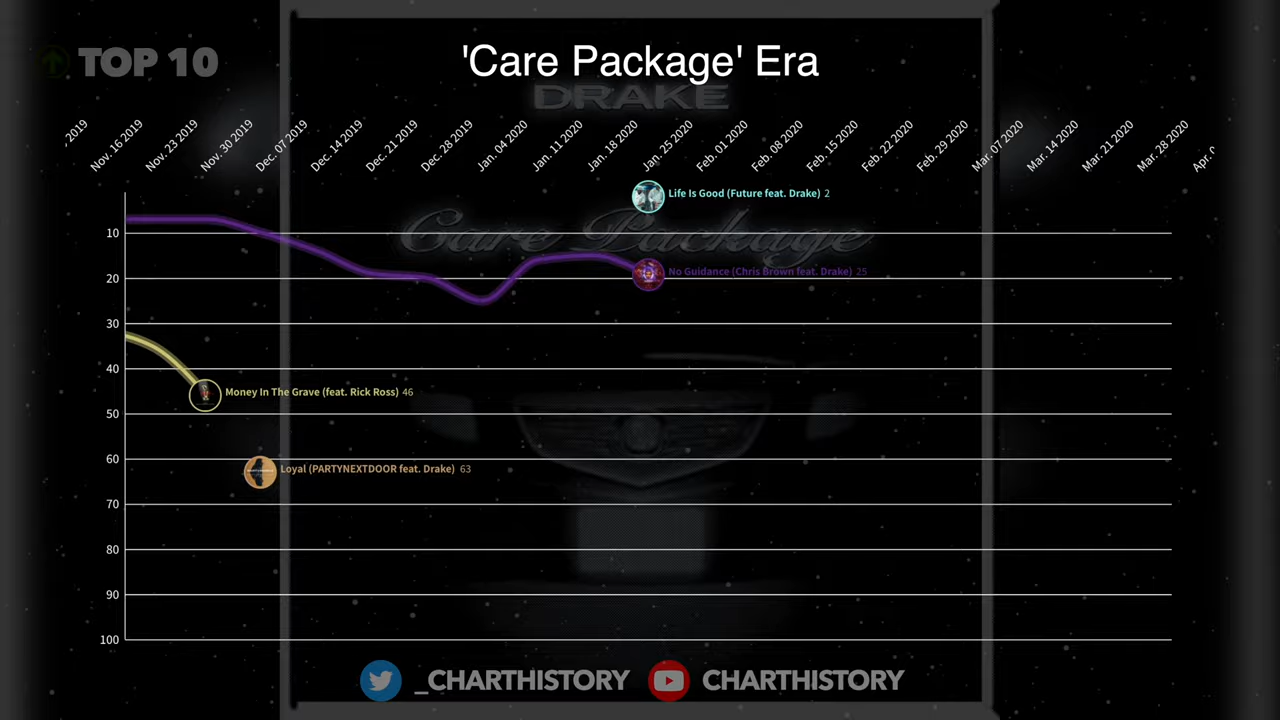 TOP 10
'Care Package' Era
DRAKE
2019
Nov. 16 2019
Nov. 23 2019
Nov. 30 2019
Dec. 07 2019
Dec. 14 2019
Dec. 21 2019
Dec. 28 2019
Jan. 04 2020
Jan. 11 2020
Jan. 18 2020
Jan. 25 2020
Feb. 01 2020
Feb. 08 2020
Feb. 15 2020
Feb. 22 2020
Feb. 29 2020
Mar. 07 2020
Mar. 14 2020
Mar. 21 2020
Mar. 28 2020
Apr.
Life Is Good (Future feat. Drake) 2
Care Package
10
No Guidance (Chris Brown feat. Drake) 25
20
30
40
Money In The Grave (feat. Rick Ross) 46
50
60
Loyal (PARTYNEXTDOOR feat. Drake) 63
70
80
90
100
_CHARTHISTORY
CHARTHISTORY